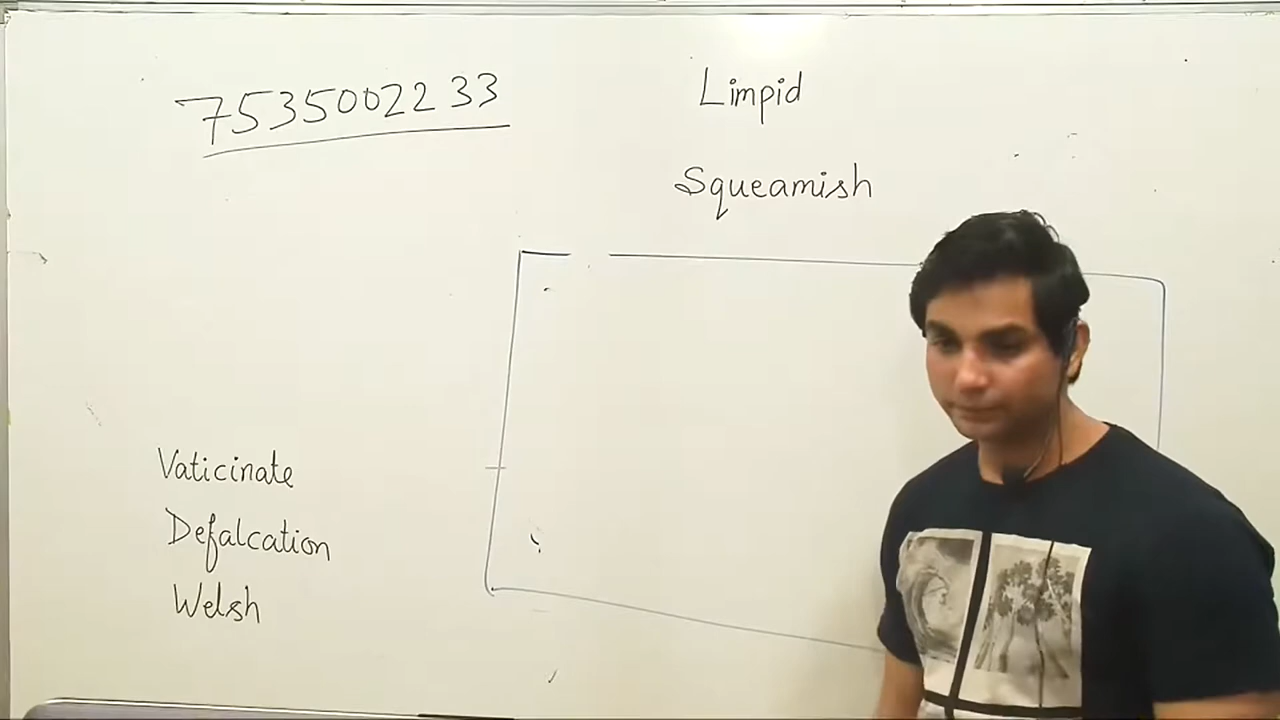 7535002233
Limpid
Squeamish
Vaticinate
Defalcation
Welsh